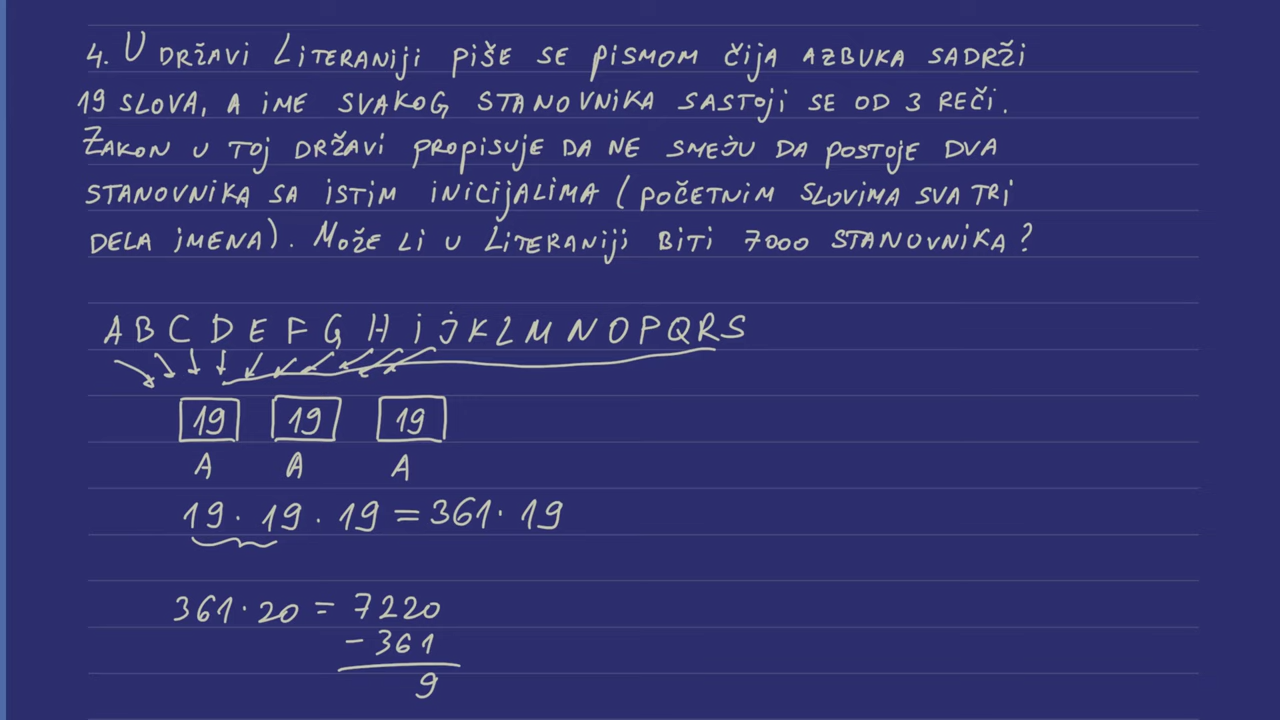 4. U DRŽAVI LITERANIJI PIŠE SE PISMOM ČIJA AZBUKA SADRŽI
19 SLOVA, A IME SVAKOG STANOVNIKA SASTOJI SE OD 3 REČI.
ZAKON U TOJ DRŽAVI PROPISUJE DA NE SMEJU DA POSTOJE DVA
STANOVNIKA SA ISTIM INICIJALIMA (POČETNIM SLOVIMA SVA TRI
DELA IMENA). MOŽE LI U LITERANIJI BITI 7000 STANOVNIKA?
A B C D E F G H I J K L M N O P Q R S
19 19 19
A A A
19 · 19 · 19 = 361 · 19
361 · 20 = 7220
- 361
9